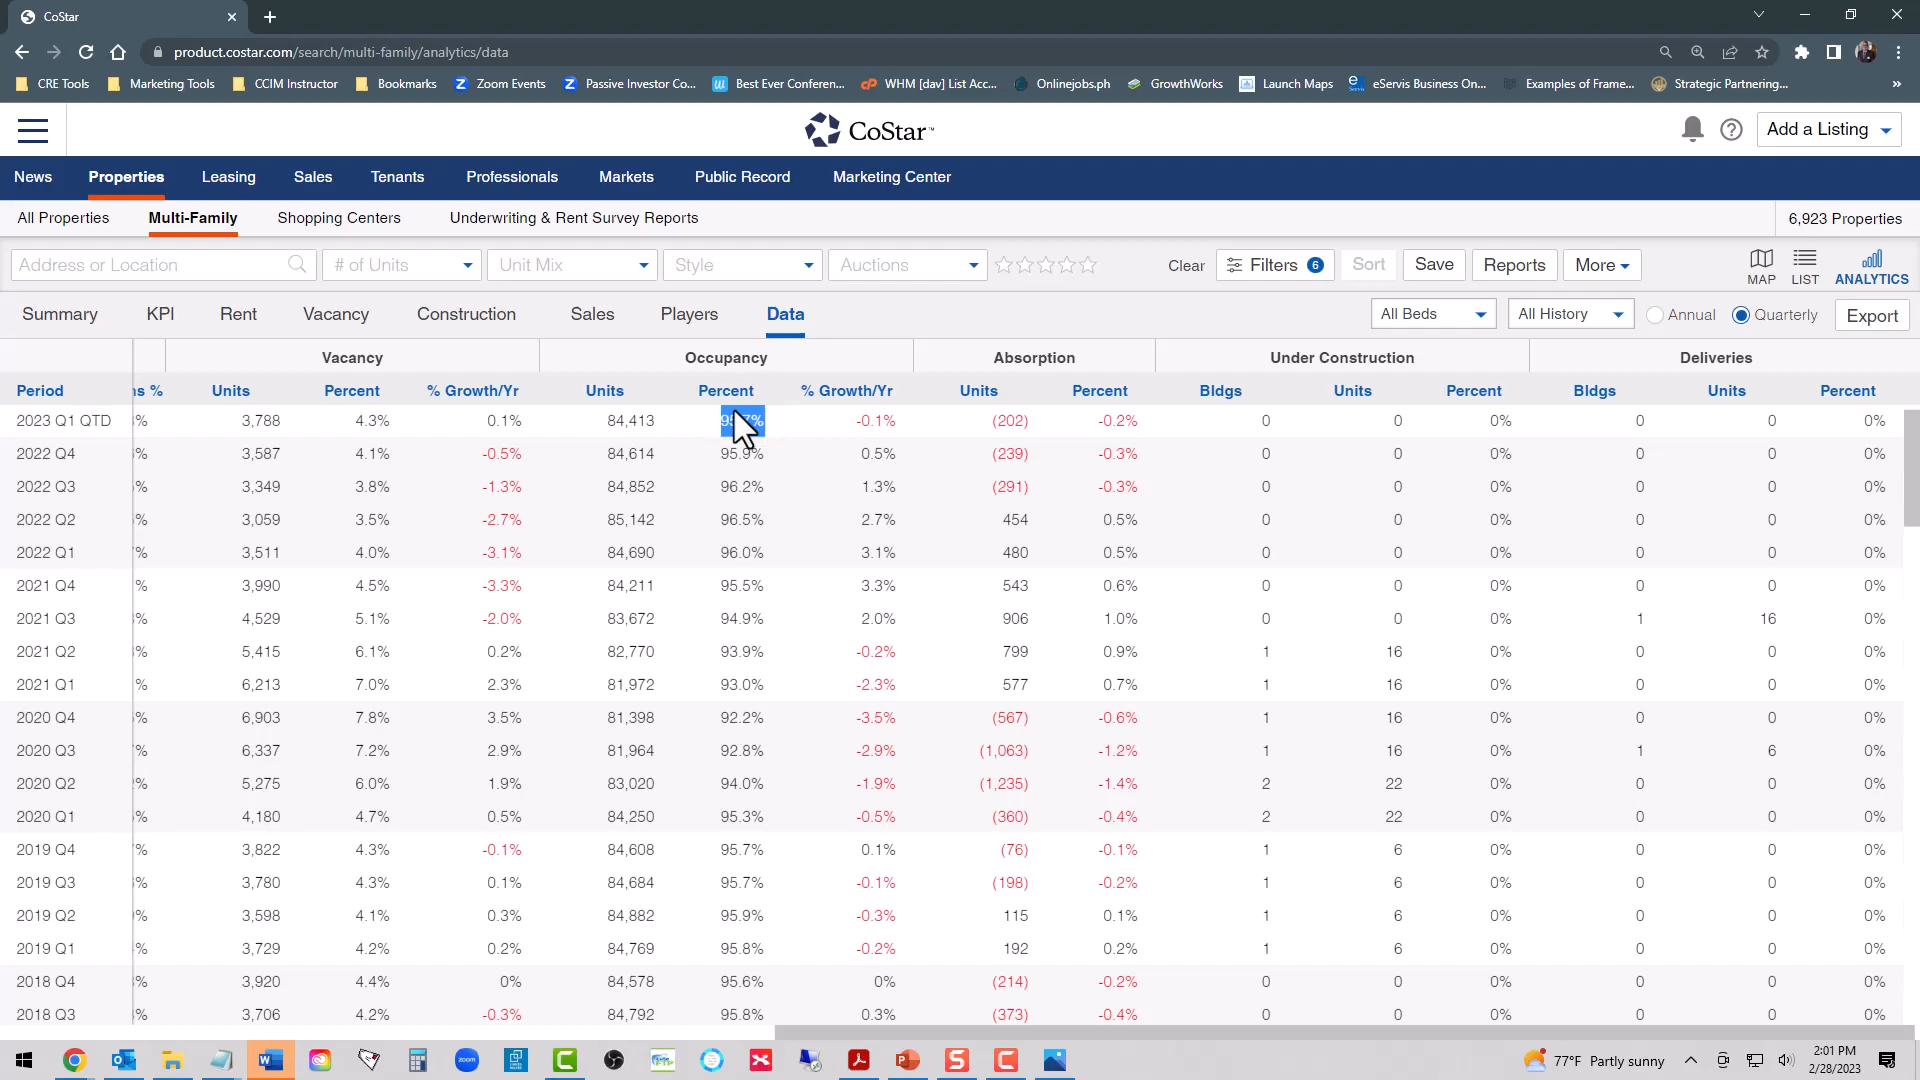 CoStar
product.costar.com/search/multi-family/analytics/data
CRE Tools Marketing Tools CCIM Instructor Bookmarks Zoom Events Passive Investor Co... Best Ever Conferen... WHM [dav] List Acc... Onlinejobs.ph GrowthWorks Launch Maps eServis Business On... Examples of Frame... Strategic Partnering... »
CoStar™ Add a Listing
News Properties Leasing Sales Tenants Professionals Markets Public Record Marketing Center
All Properties Multi-Family Shopping Centers Underwriting & Rent Survey Reports 6,923 Properties
Address or Location # of Units Unit Mix Style Auctions Clear Filters 6 Sort Save Reports More MAP LIST ANALYTICS
Summary KPI Rent Vacancy Construction Sales Players Data All Beds All History Annual Quarterly Export
Vacancy Occupancy Absorption Under Construction Deliveries
Period % Units Percent % Growth/Yr Units Percent % Growth/Yr Units Percent Bldgs Units Percent Bldgs Units Percent
2023 Q1 QTD % 3,788 4.3% 0.1% 84,413 -0.1% (202) -0.2% 0 0 0% 0 0 0%
2022 Q4 % 3,587 4.1% -0.5% 84,614 95.9% 0.5% (239) -0.3% 0 0 0% 0 0 0%
2022 Q3 % 3,349 3.8% -1.3% 84,852 96.2% 1.3% (291) -0.3% 0 0 0% 0 0 0%
2022 Q2 % 3,059 3.5% -2.7% 85,142 96.5% 2.7% 454 0.5% 0 0 0% 0 0 0%
2022 Q1 % 3,511 4.0% -3.1% 84,690 96.0% 3.1% 480 0.5% 0 0 0% 0 0 0%
2021 Q4 % 3,990 4.5% -3.3% 84,211 95.5% 3.3% 543 0.6% 0 0 0% 0 0 0%
2021 Q3 % 4,529 5.1% -2.0% 83,672 94.9% 2.0% 906 1.0% 0 0 0% 1 16 0%
2021 Q2 % 5,415 6.1% 0.2% 82,770 93.9% -0.2% 799 0.9% 1 16 0% 0 0 0%
2021 Q1 % 6,213 7.0% 2.3% 81,972 93.0% -2.3% 577 0.7% 1 16 0% 0 0 0%
2020 Q4 % 6,903 7.8% 3.5% 81,398 92.2% -3.5% (567) -0.6% 1 16 0% 0 0 0%
2020 Q3 % 6,337 7.2% 2.9% 81,964 92.8% -2.9% (1,063) -1.2% 1 16 0% 1 6 0%
2020 Q2 % 5,275 6.0% 1.9% 83,020 94.0% -1.9% (1,235) -1.4% 2 22 0% 0 0 0%
2020 Q1 % 4,180 4.7% 0.5% 84,250 95.3% -0.5% (360) -0.4% 2 22 0% 0 0 0%
2019 Q4 % 3,822 4.3% -0.1% 84,608 95.7% 0.1% (76) -0.1% 1 6 0% 0 0 0%
2019 Q3 % 3,780 4.3% 0.1% 84,684 95.7% -0.1% (198) -0.2% 1 6 0% 0 0 0%
2019 Q2 % 3,598 4.1% 0.3% 84,882 95.9% -0.3% 115 0.1% 1 6 0% 0 0 0%
2019 Q1 % 3,729 4.2% 0.2% 84,769 95.8% -0.2% 192 0.2% 1 6 0% 0 0 0%
2018 Q4 % 3,920 4.4% 0% 84,578 95.6% 0% (214) -0.2% 0 0 0% 0 0 0%
2018 Q3 % 3,706 4.2% -0.3% 84,792 95.8% 0.3% (373) -0.4% 0 0 0% 0 0 0%
77°F Partly sunny
2:01 PM
2/28/2023